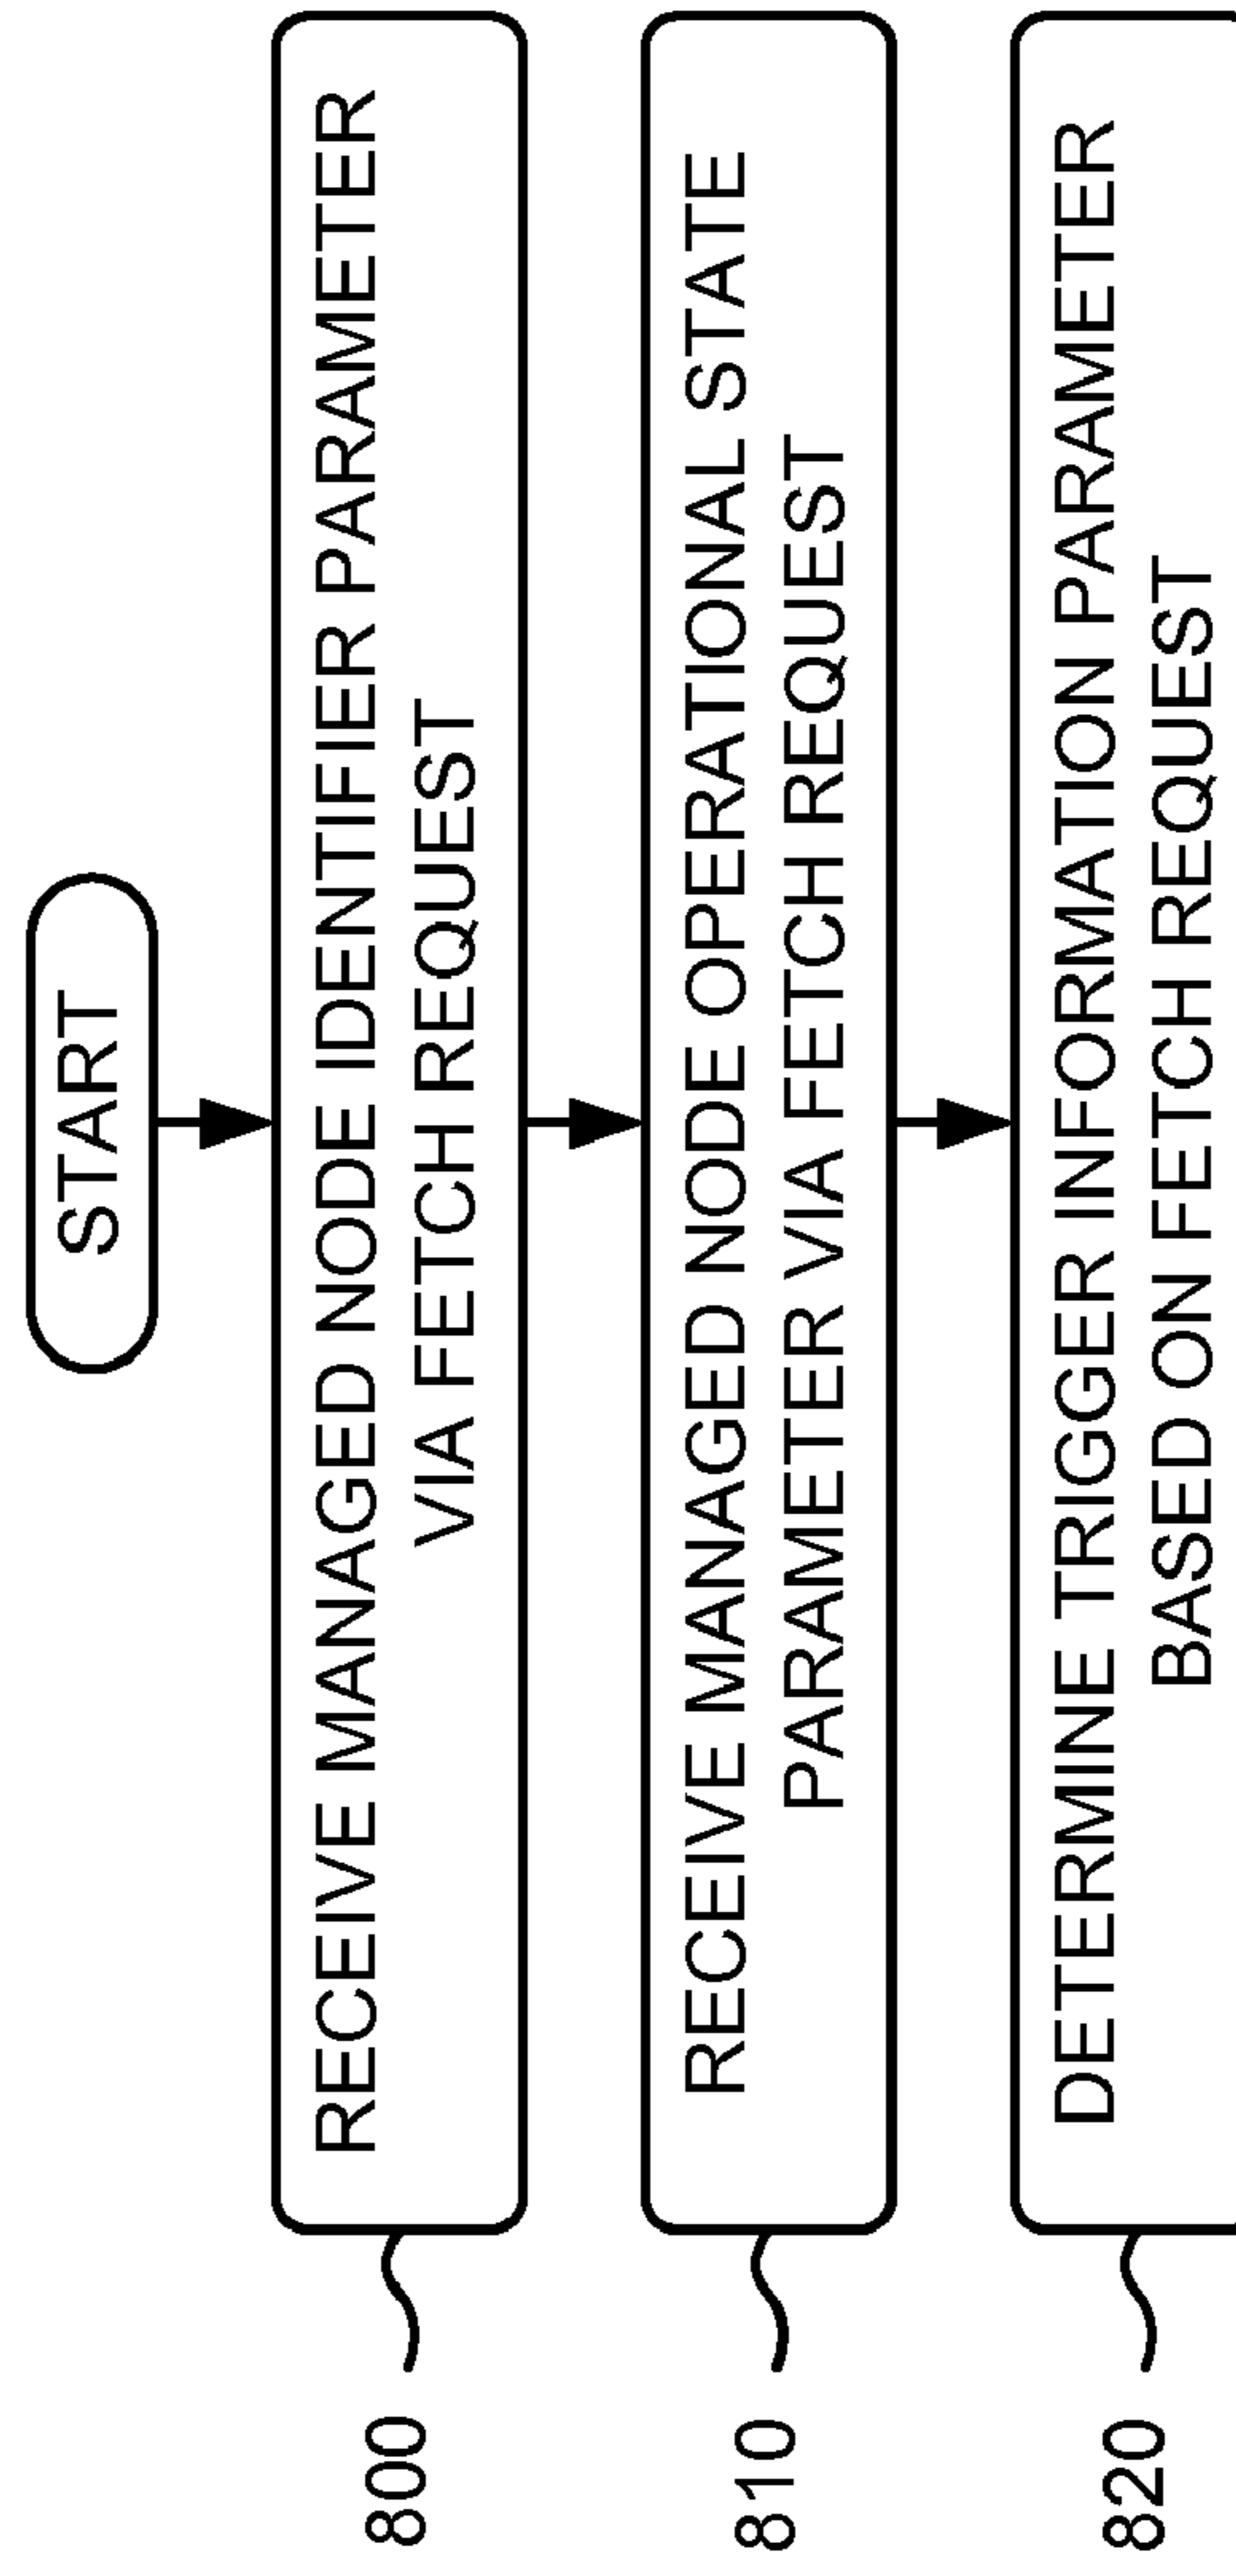 START
800
RECEIVE MANAGED NODE IDENTIFIER PARAMETER
VIA FETCH REQUEST
810
RECEIVE MANAGED NODE OPERATIONAL STATE
PARAMETER VIA FETCH REQUEST
820
DETERMINE TRIGGER INFORMATION PARAMETER
BASED ON FETCH REQUEST